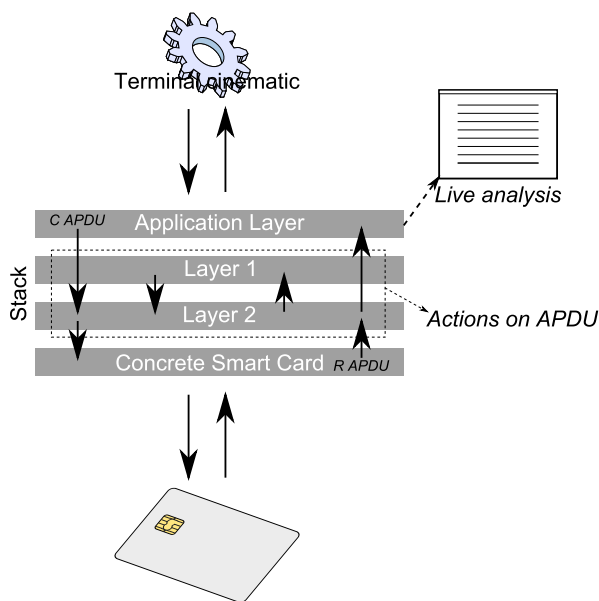 Terminal cinematic
Live analysis
C APDU
Application Layer
Layer 1
Stack
Layer 2
Actions on APDU
Concrete Smart Card
R APDU